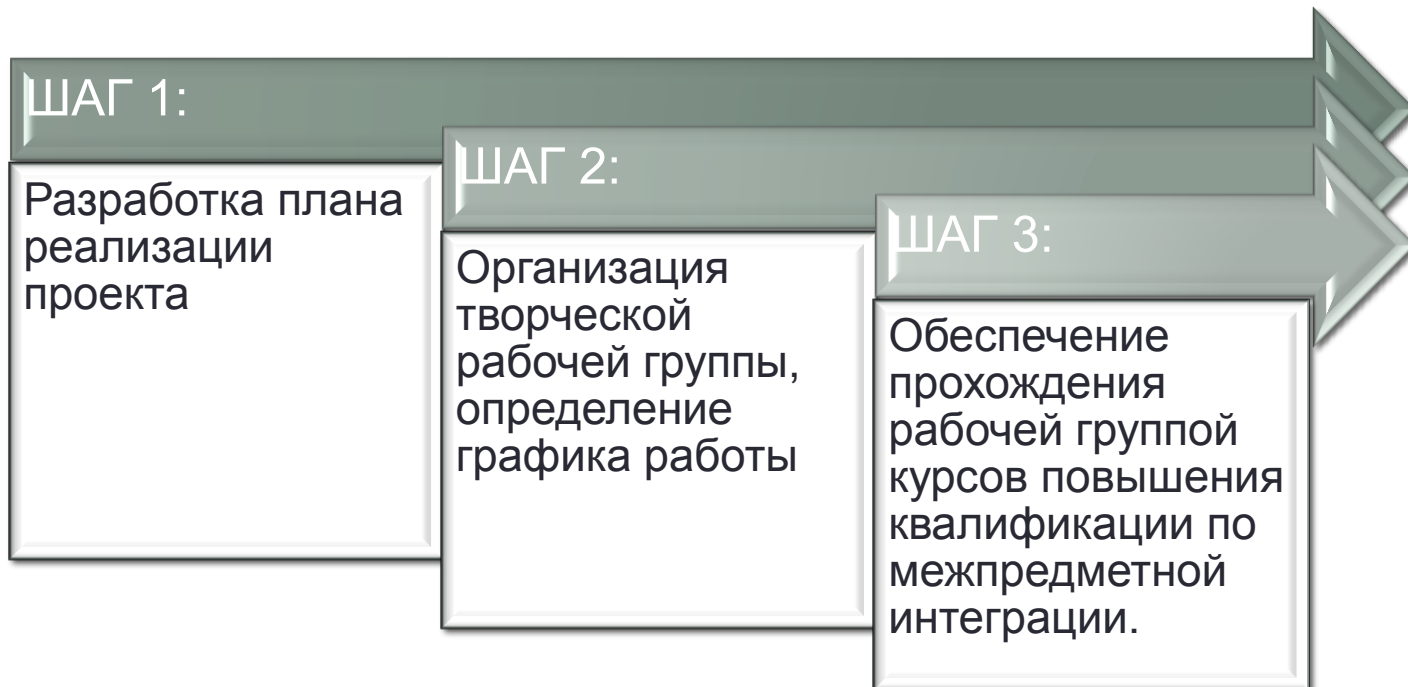 ШАГ 1:
Разработка плана
реализации
проекта
ШАГ 2:
Организация
творческой
рабочей группы,
определение
графика работы
ШАГ 3:
Обеспечение
прохождения
рабочей группой
курсов повышения
квалификации по
межпредметной
интеграции.